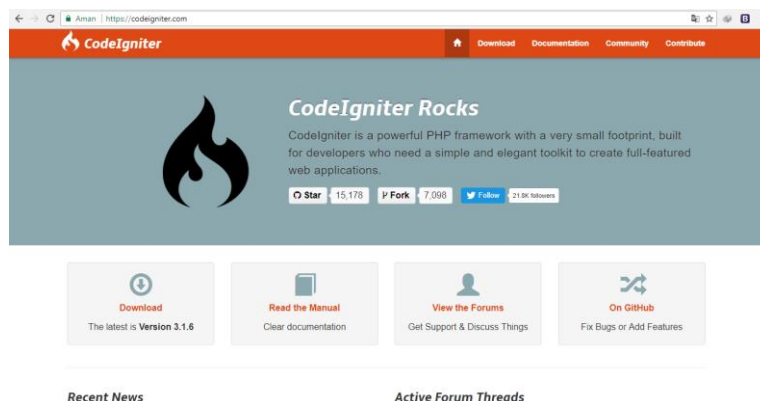 Aman | https://codeigniter.com
CodeIgniter
Download Documentation Community Contribute
CodeIgniter Rocks
CodeIgniter is a powerful PHP framework with a very small footprint, built
for developers who need a simple and elegant toolkit to create full-featured
web applications.
Star 15,178 Fork 7,098 Follow 21.8K followers
Download
The latest is Version 3.1.6
Read the Manual
Clear documentation
View the Forums
Get Support & Discuss Things
On GitHub
Fix Bugs or Add Features
Recent News
Active Forum Threads